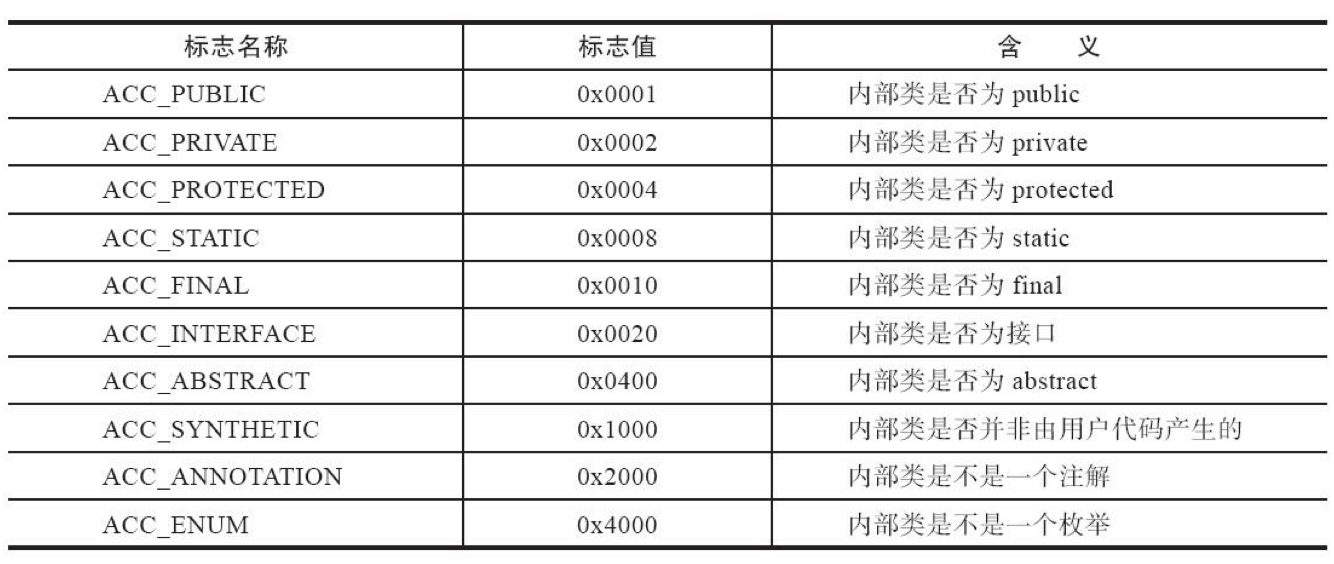 标志名称 标志值 含 义
ACC_PUBLIC 0x0001 内部类是否为 public
ACC_PRIVATE 0x0002 内部类是否为 private
ACC_PROTECTED 0x0004 内部类是否为 protected
ACC_STATIC 0x0008 内部类是否为 static
ACC_FINAL 0x0010 内部类是否为 final
ACC_INTERFACE 0x0020 内部类是否为接口
ACC_ABSTRACT 0x0400 内部类是否为 abstract
ACC_SYNTHETIC 0x1000 内部类是否并非由用户代码产生的
ACC_ANNOTATION 0x2000 内部类是不是一个注解
ACC_ENUM 0x4000 内部类是不是一个枚举